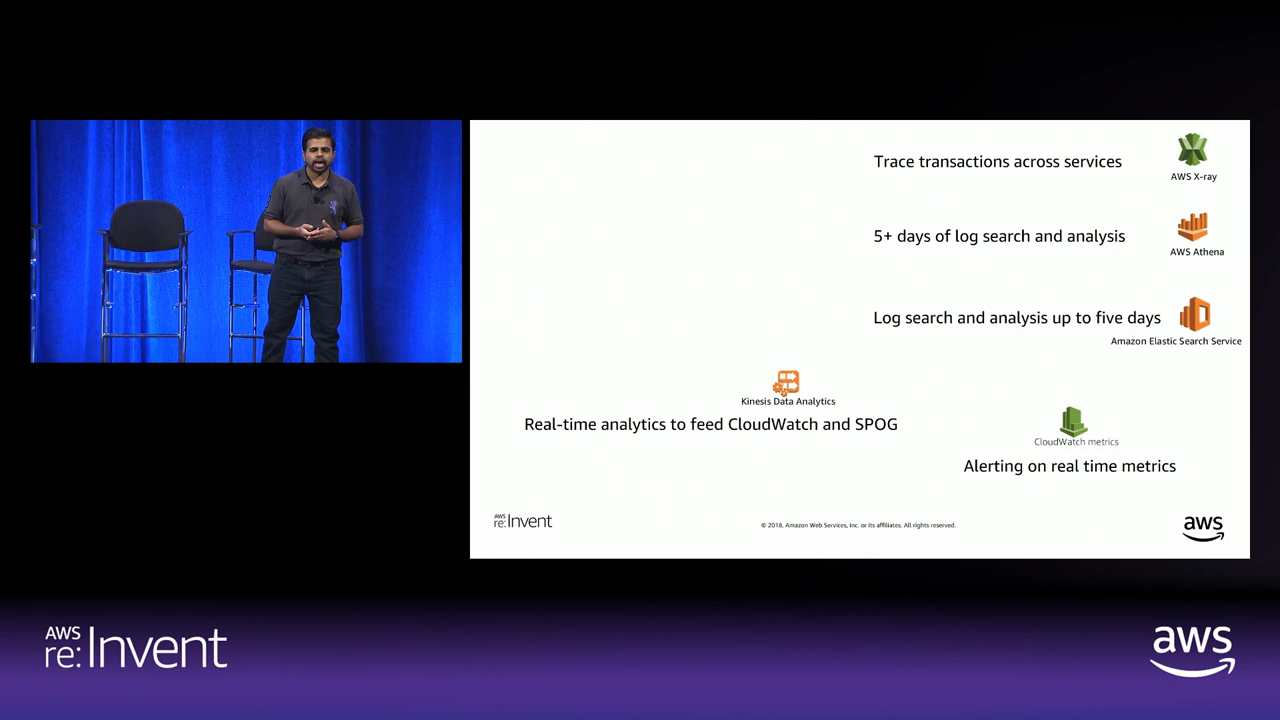 Trace transactions across services
AWS X-ray
5+ days of log search and analysis
AWS Athena
Log search and analysis up to five days
Amazon Elastic Search Service
Kinesis Data Analytics
Real-time analytics to feed CloudWatch and SPOG
CloudWatch metrics
Alerting on real time metrics
AWS
re:Invent
© 2018, Amazon Web Services, Inc. or its affiliates. All rights reserved.
aws
AWS
re:Invent
aws